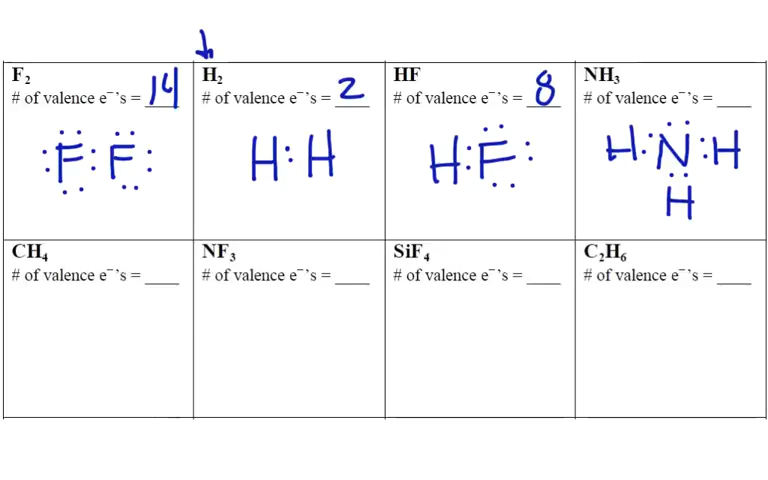 F₂ H₂ HF NH₃
# of valence e⁻'s = 14 # of valence e⁻'s = 2 # of valence e⁻'s = 8 # of valence e⁻'s = ____
:F:F: H:H H:F: H:N:H
H
CH₄ NF₃ SiF₄ C₂H₆
# of valence e⁻'s = ____ # of valence e⁻'s = ____ # of valence e⁻'s = ____ # of valence e⁻'s = ____